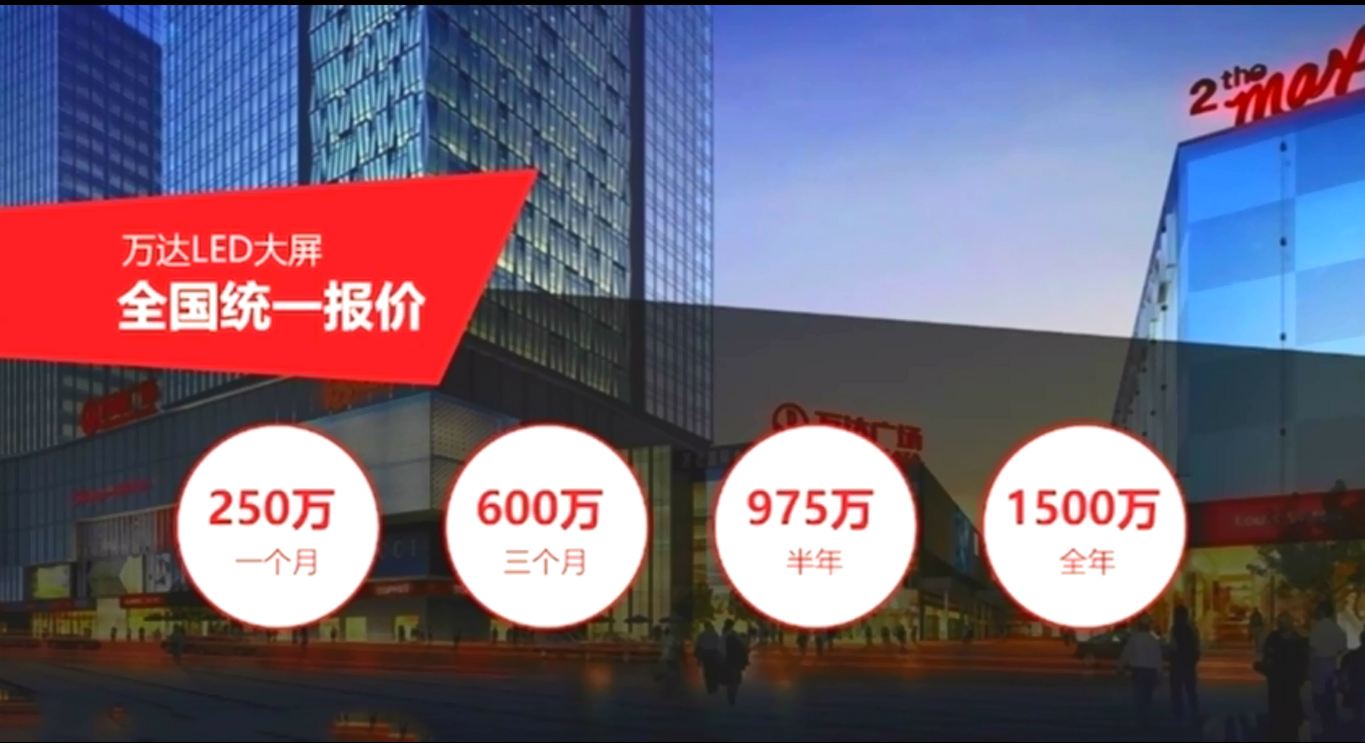 2 the
万达LED大屏
全国统一报价
万达广场
250万
一个月
600万
三个月
975万
半年
1500万
全年